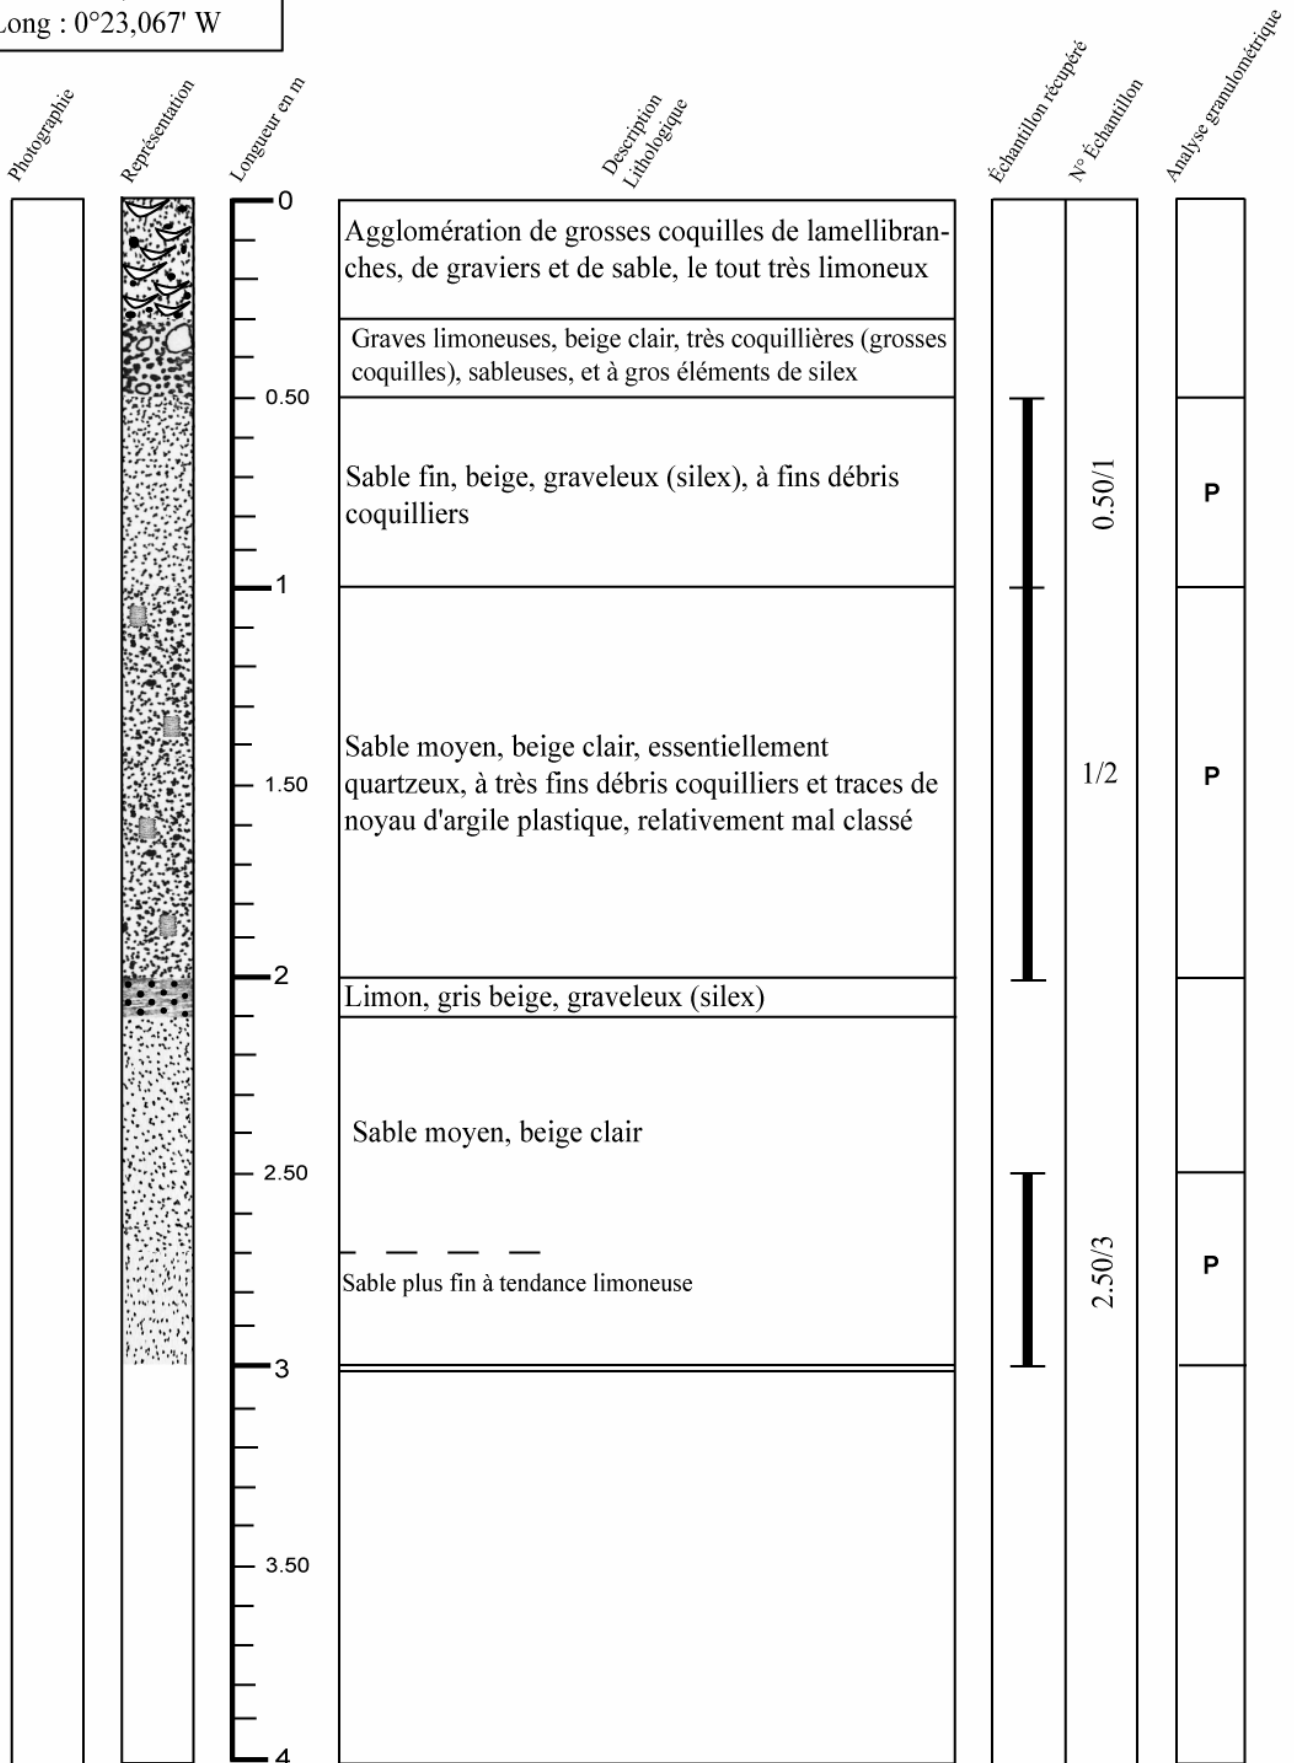 Long : 0°23,067' W
Photographie
Représentation
Longueur en m
Description
Lithologique
Échantillon récupéré
N° Échantillon
Analyse granulométrique
0
Agglomération de grosses coquilles de lamellibran-
ches, de graviers et de sable, le tout très limoneux
Graves limoneuses, beige clair, très coquillières (grosses
coquilles), sableuses, et à gros éléments de silex
0.50
Sable fin, beige, graveleux (silex), à fins débris
coquilliers
0.50/1
P
1
Sable moyen, beige clair, essentiellement
quartzeux, à très fins débris coquilliers et traces de
noyau d'argile plastique, relativement mal classé
1.50
1/2
P
2
Limon, gris beige, graveleux (silex)
Sable moyen, beige clair
2.50
Sable plus fin à tendance limoneuse
2.50/3
P
3
3.50
4